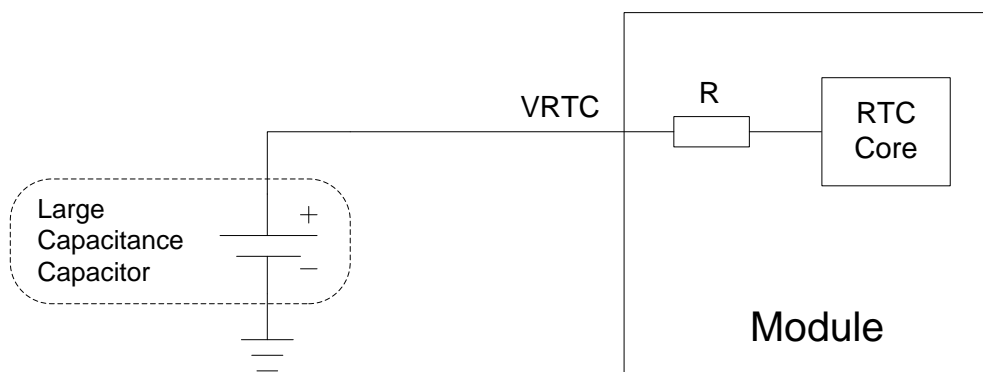 VRTC
R
RTC
Core
Large
Capacitance
Capacitor
+
−
Module